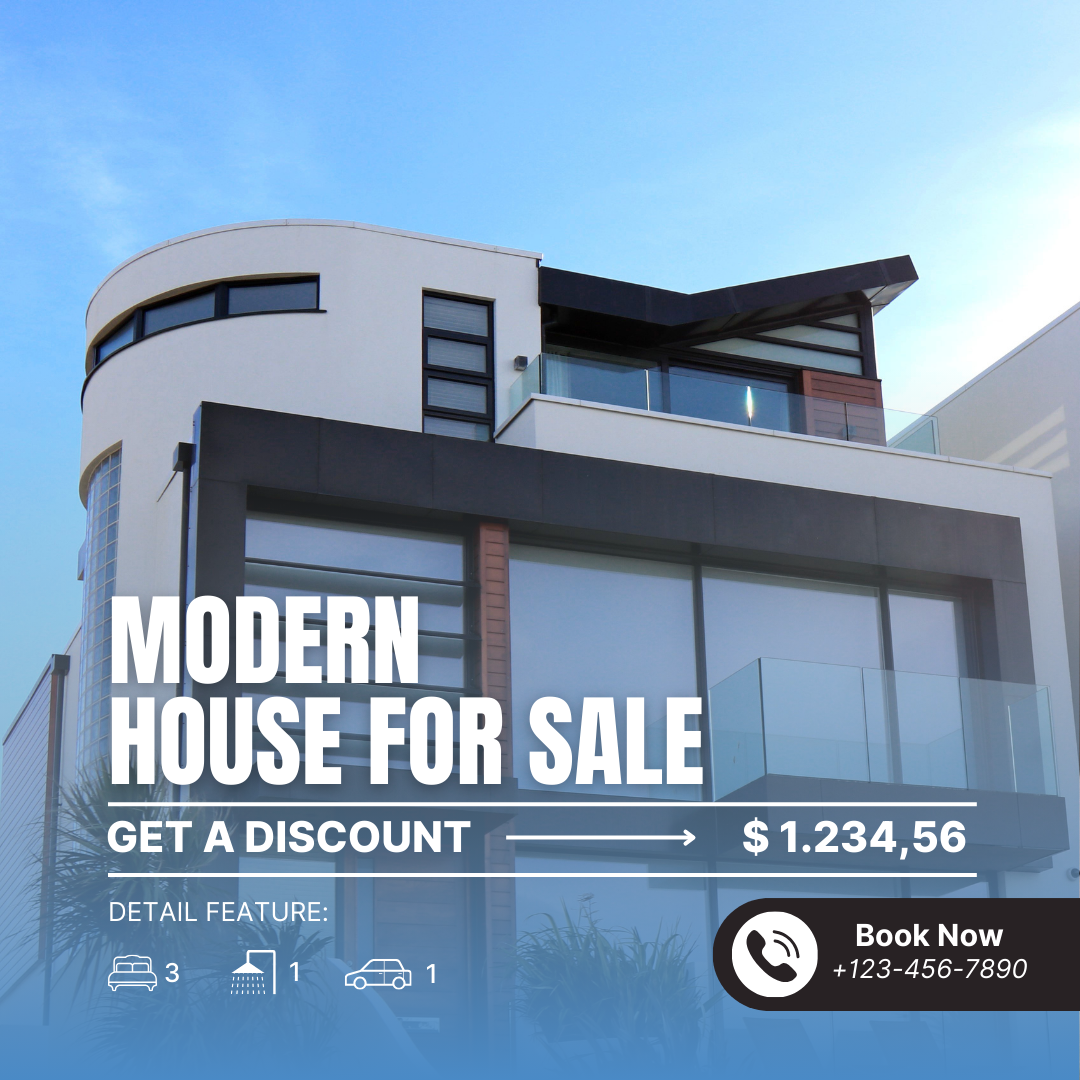 MODERN
HOUSE FOR SALE
GET A DISCOUNT $ 1.234,56
DETAIL FEATURE:
3 1 1
Book Now
+123-456-7890